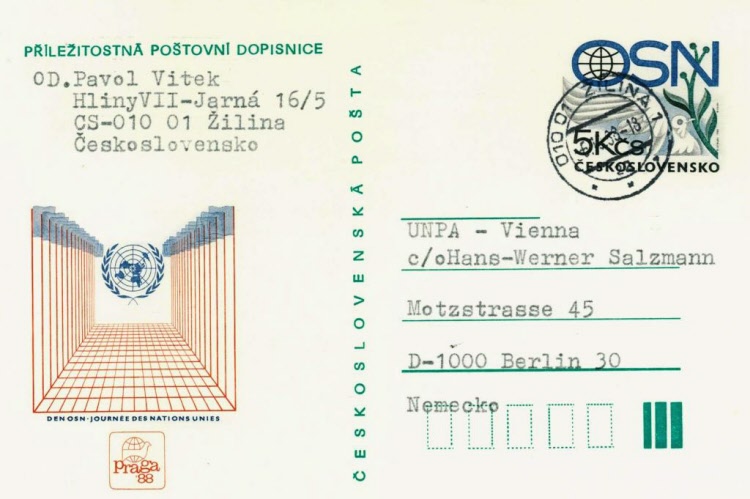 PŘÍLEŽITOSTNÁ POŠTOVNÍ DOPISNICE
OD.Pavol Vitek
HlinyVII-Jarná 16/5
CS-010 01 Žilina
Československo
DEN OSN · JOURNÉE DES NATIONS UNIES
praga
'88
ČESKOSLOVENSKÁ POŠTA
OSN
5Kčs
ČESKOSLOVENSKO
010 01 ŽILINA 1
UNPA - Vienna
c/oHans-Werner Salzmann
Motzstrasse 45
D-1000 Berlin 30
Nemecko